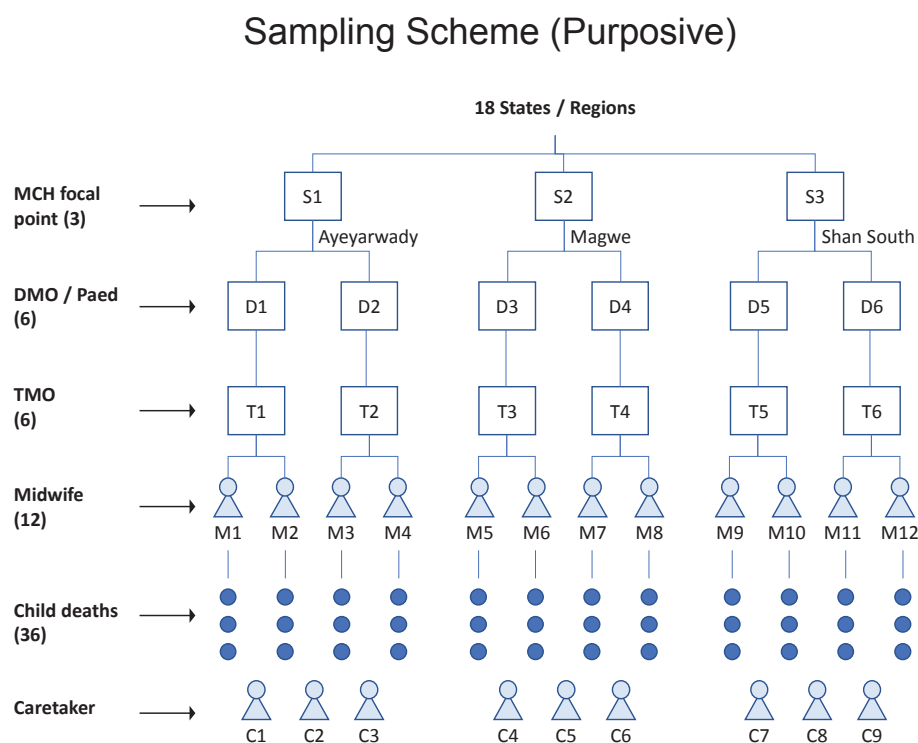 Sampling Scheme (Purposive)
18 States / Regions
MCH focal
point (3)
S1
S2
S3
Ayeyarwady
Magwe
Shan South
DMO / Paed
(6)
D1
D2
D3
D4
D5
D6
TMO
(6)
T1
T2
T3
T4
T5
T6
Midwife
(12)
M1
M2
M3
M4
M5
M6
M7
M8
M9
M10
M11
M12
Child deaths
(36)
Caretaker
C1
C2
C3
C4
C5
C6
C7
C8
C9